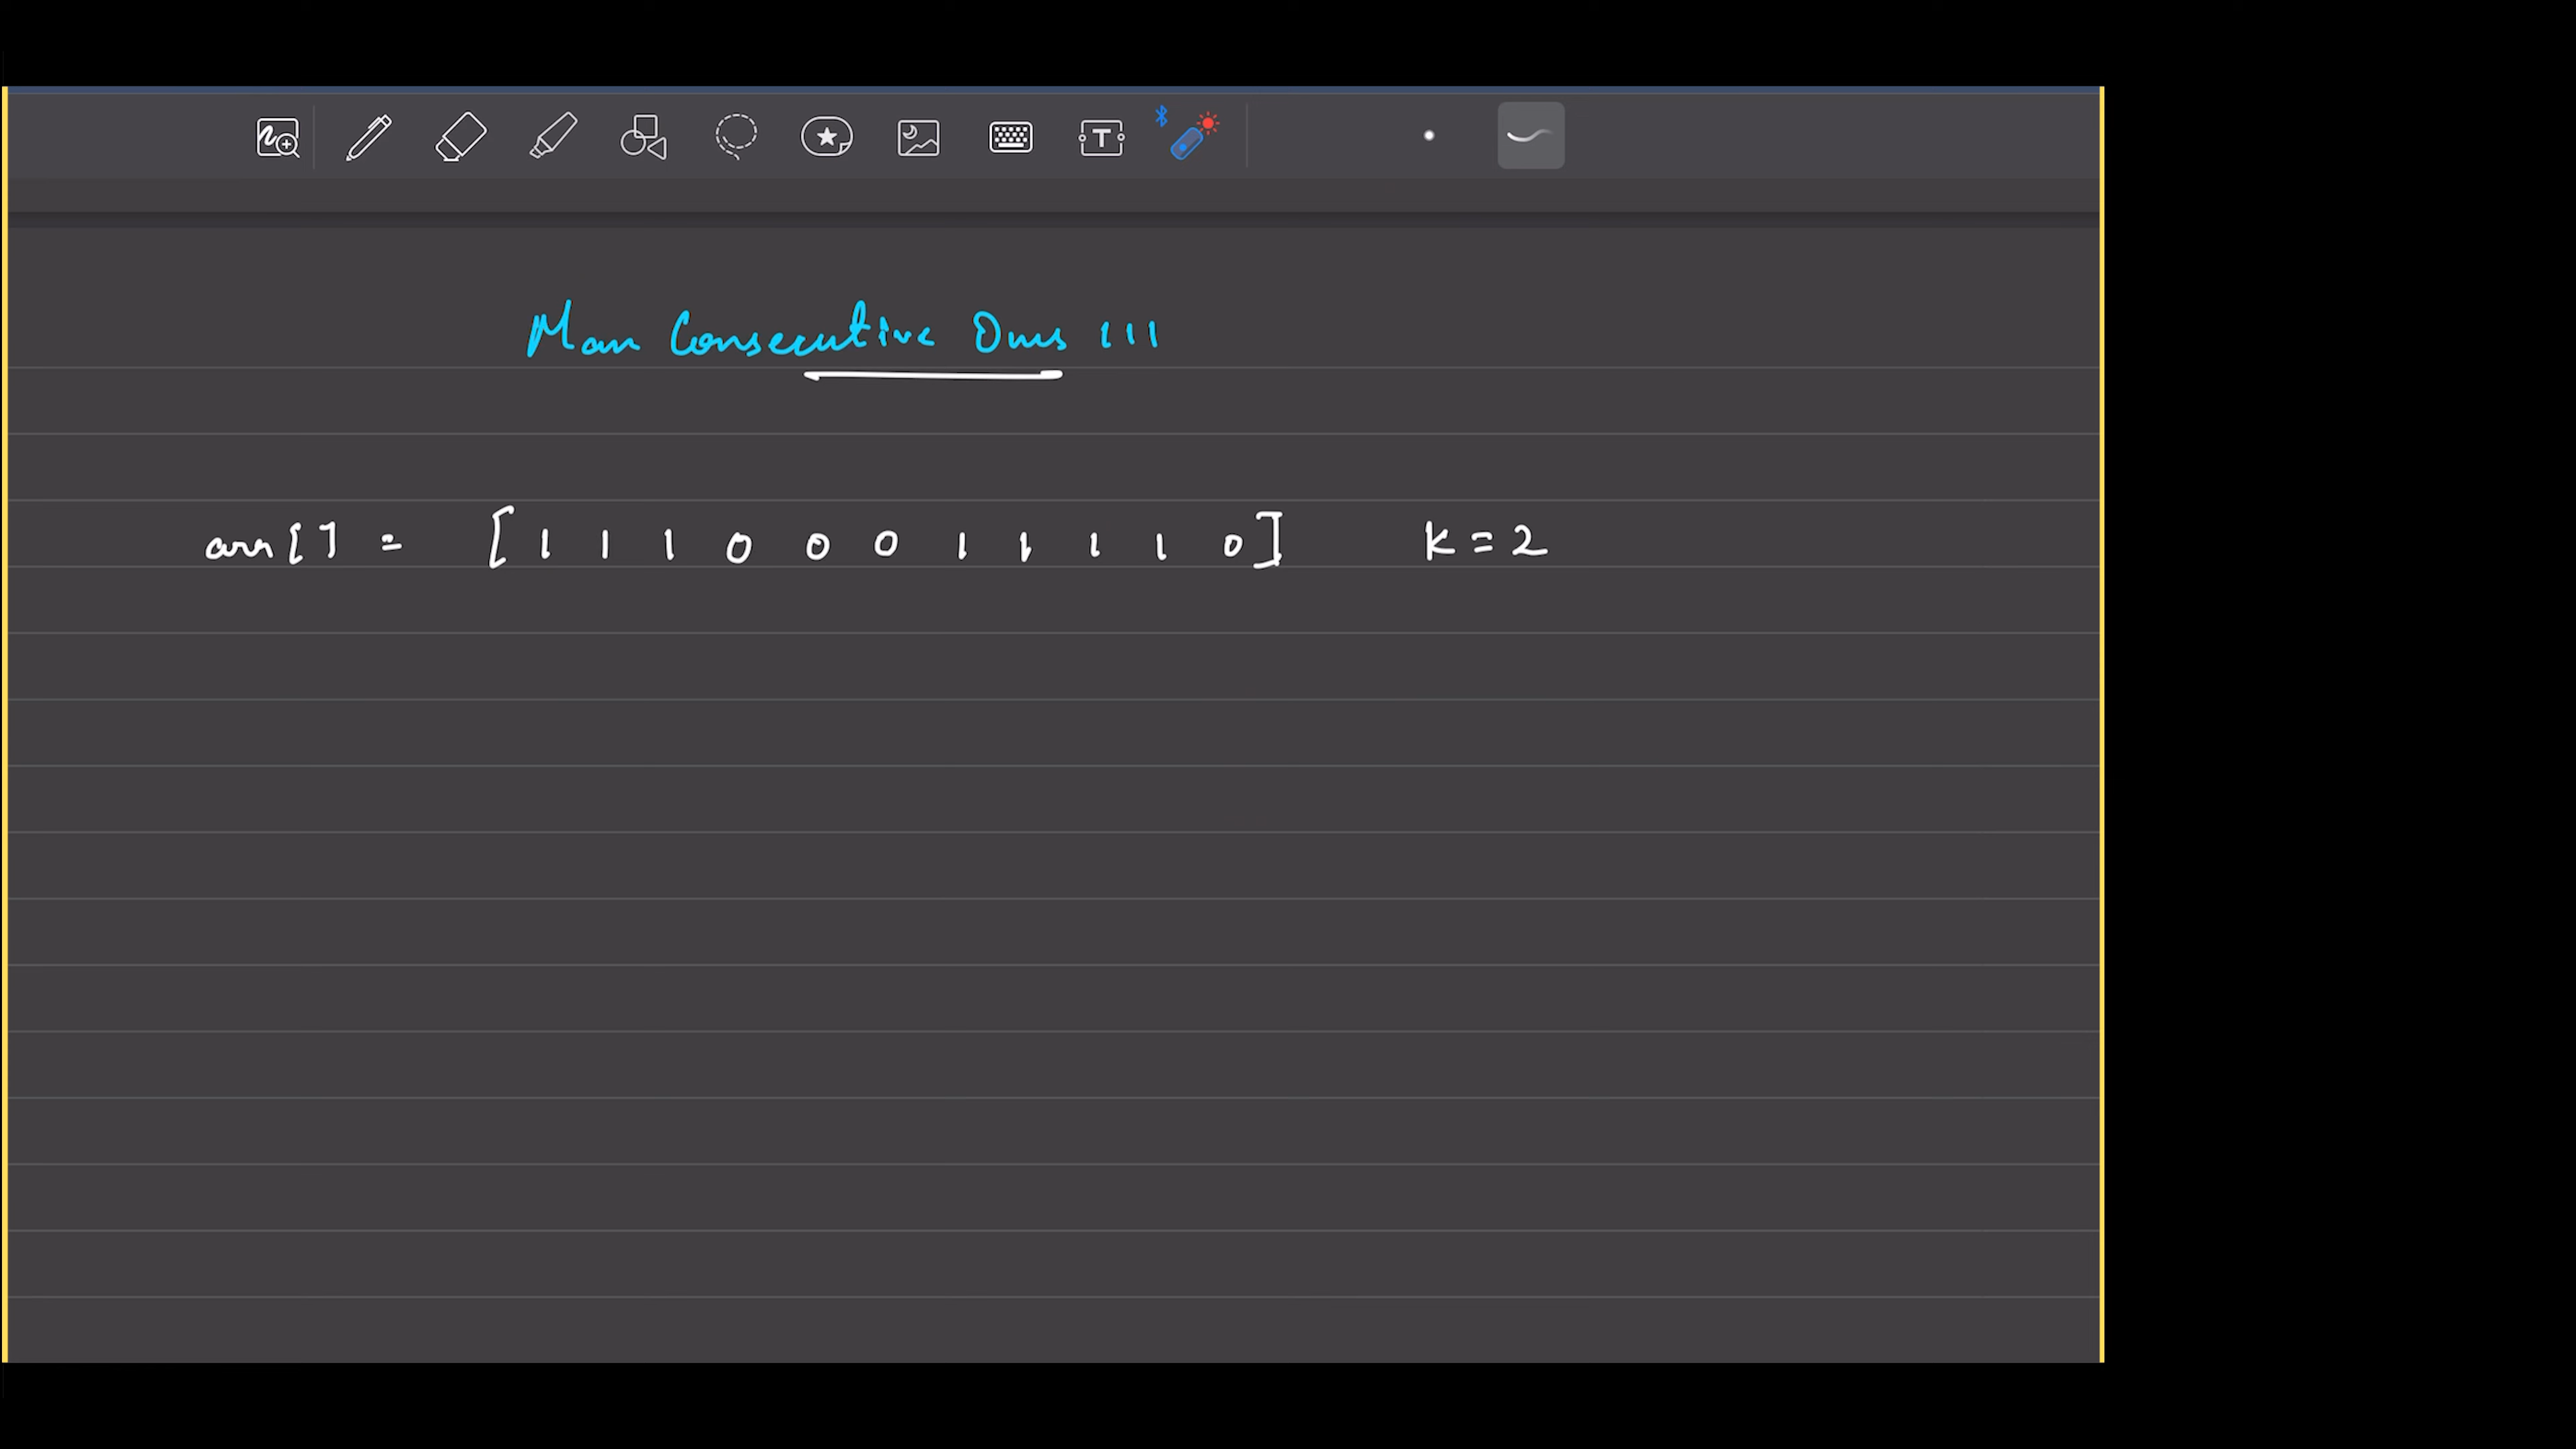 Max Consecutive Ones III
arr[] = [1 1 1 0 0 0 1 1 1 1 0] k = 2